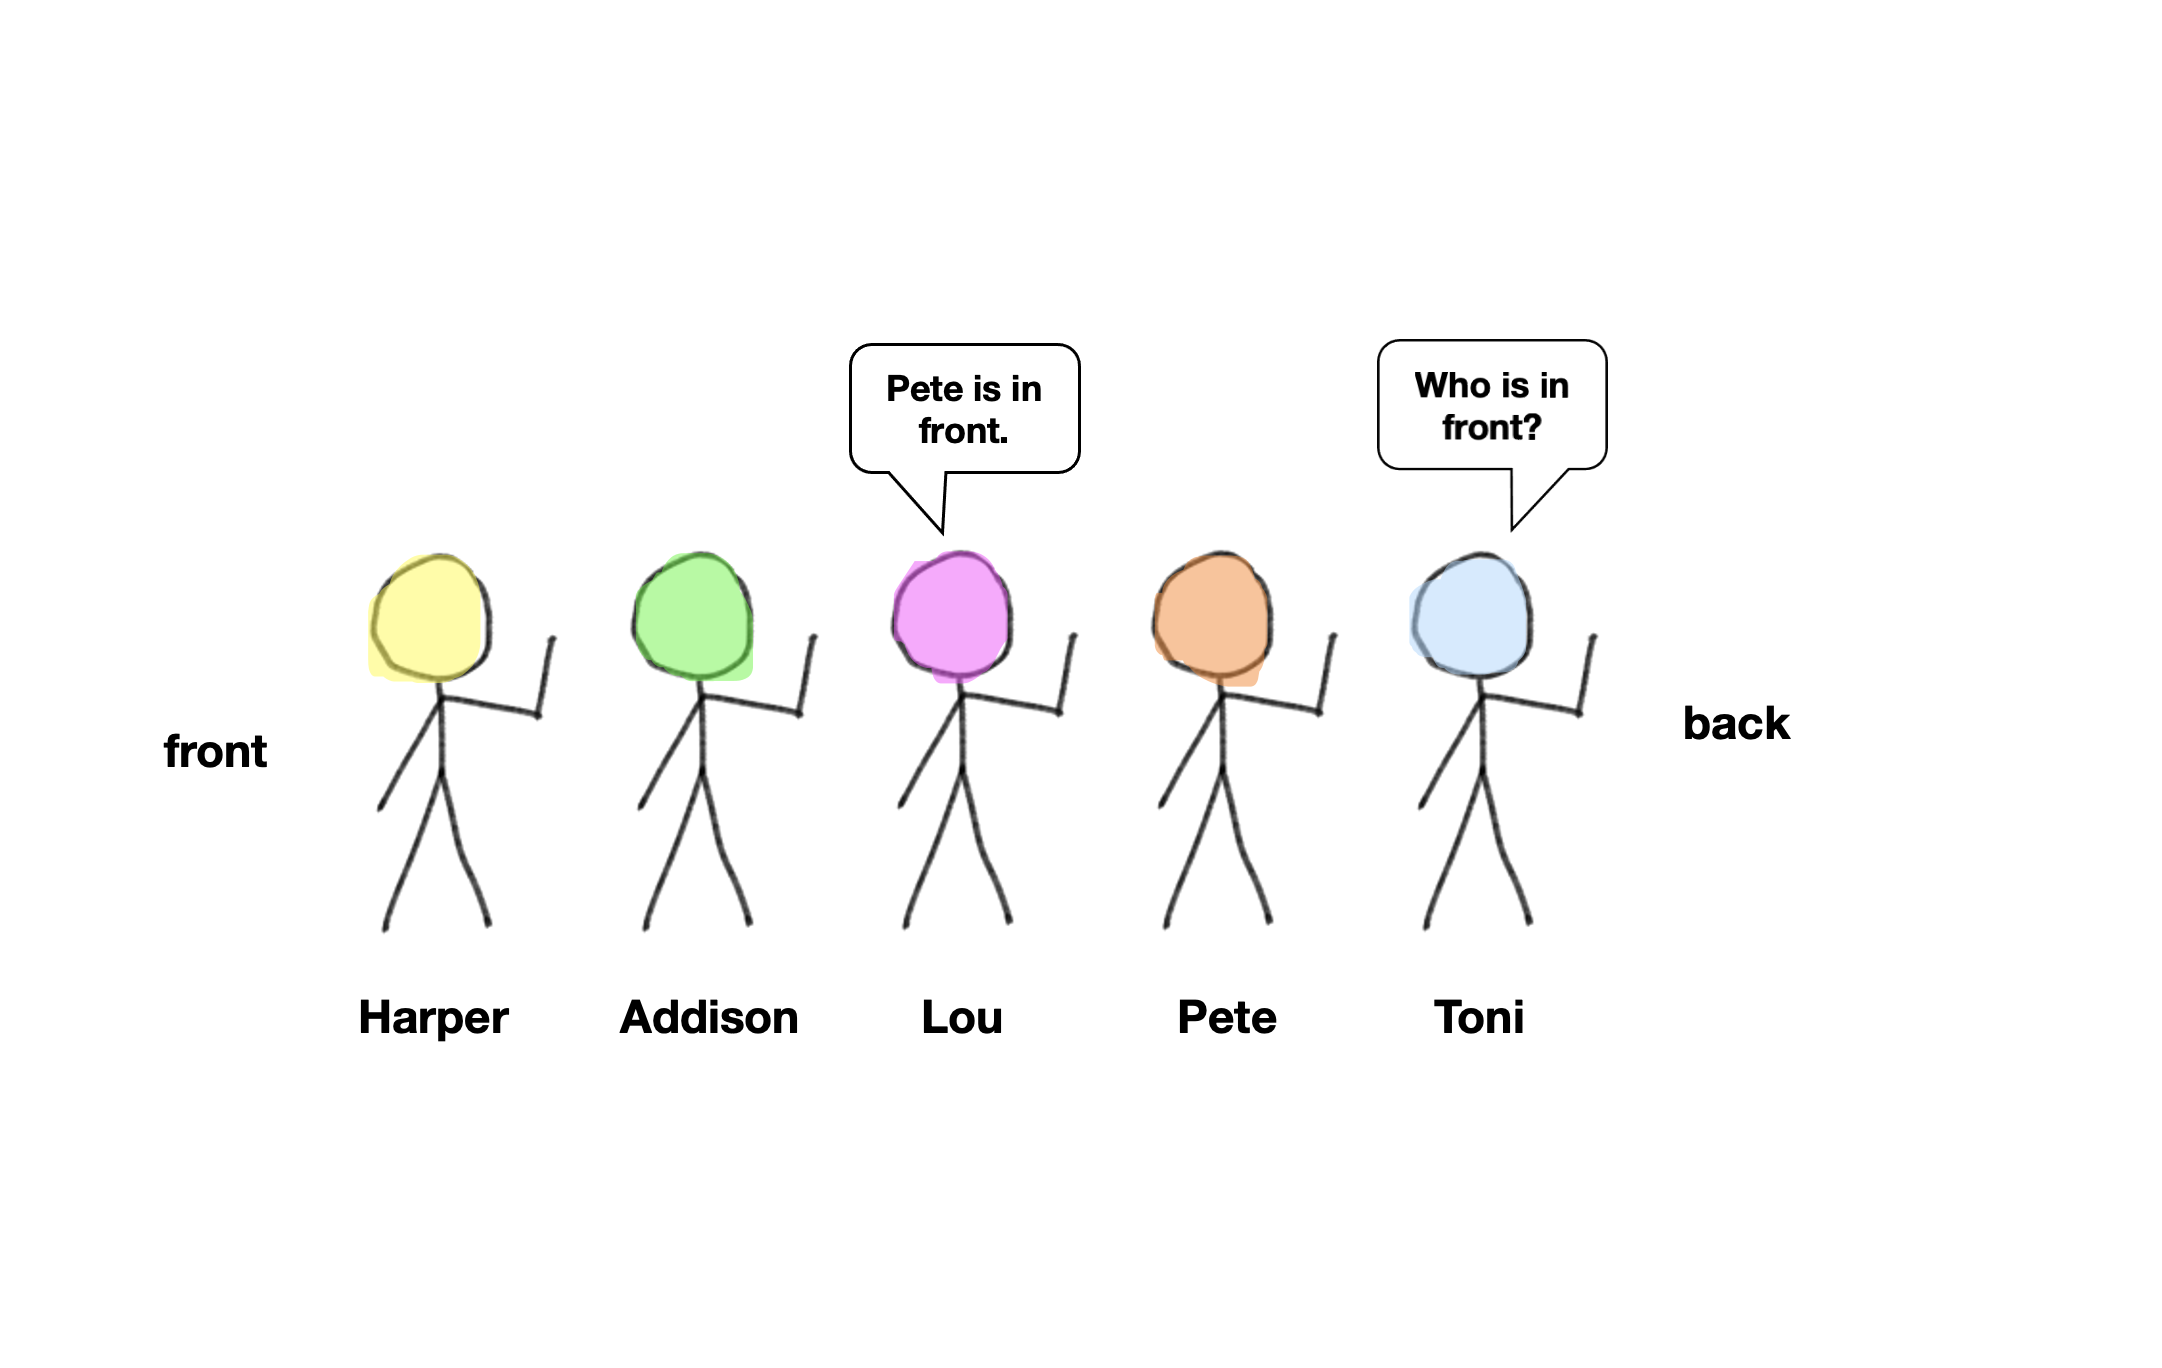 Pete is in
front.
Who is in
front?
front
back
Harper
Addison
Lou
Pete
Toni